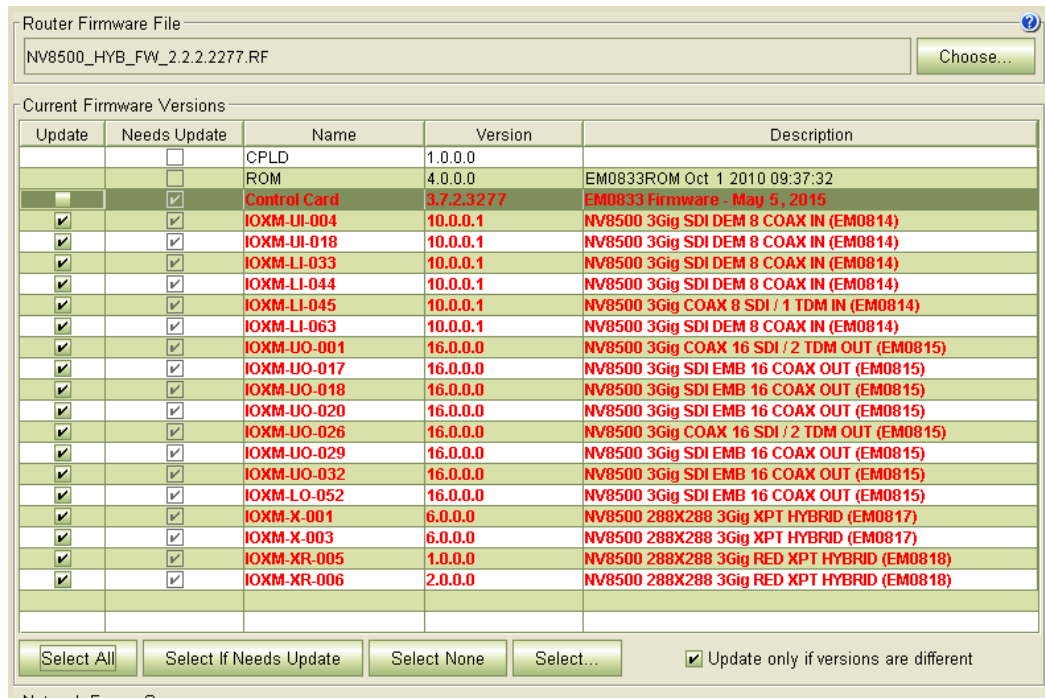 Router Firmware File
NV8500_HYB_FW_2.2.2.2277.RF Choose...
Current Firmware Versions
Update Needs Update Name Version Description
CPLD 1.0.0.0
ROM 4.0.0.0 EM0833ROM Oct 1 2010 09:37:32
Control Card 3.7.2.3277 EM0833 Firmware - May 5, 2015
IOXM-UI-004 10.0.0.1 NV8500 3Gig SDI DEM 8 COAX IN (EM0814)
IOXM-UI-018 10.0.0.1 NV8500 3Gig SDI DEM 8 COAX IN (EM0814)
IOXM-LI-033 10.0.0.1 NV8500 3Gig SDI DEM 8 COAX IN (EM0814)
IOXM-LI-044 10.0.0.1 NV8500 3Gig SDI DEM 8 COAX IN (EM0814)
IOXM-LI-045 10.0.0.1 NV8500 3Gig COAX 8 SDI / 1 TDM IN (EM0814)
IOXM-LI-063 10.0.0.1 NV8500 3Gig SDI DEM 8 COAX IN (EM0814)
IOXM-UO-001 16.0.0.0 NV8500 3Gig COAX 16 SDI / 2 TDM OUT (EM0815)
IOXM-UO-017 16.0.0.0 NV8500 3Gig SDI EMB 16 COAX OUT (EM0815)
IOXM-UO-018 16.0.0.0 NV8500 3Gig SDI EMB 16 COAX OUT (EM0815)
IOXM-UO-020 16.0.0.0 NV8500 3Gig SDI EMB 16 COAX OUT (EM0815)
IOXM-UO-026 16.0.0.0 NV8500 3Gig COAX 16 SDI / 2 TDM OUT (EM0815)
IOXM-UO-029 16.0.0.0 NV8500 3Gig SDI EMB 16 COAX OUT (EM0815)
IOXM-UO-032 16.0.0.0 NV8500 3Gig SDI EMB 16 COAX OUT (EM0815)
IOXM-LO-052 16.0.0.0 NV8500 3Gig SDI EMB 16 COAX OUT (EM0815)
IOXM-X-001 6.0.0.0 NV8500 288X288 3Gig XPT HYBRID (EM0817)
IOXM-X-003 6.0.0.0 NV8500 288X288 3Gig XPT HYBRID (EM0817)
IOXM-XR-005 1.0.0.0 NV8500 288X288 3Gig RED XPT HYBRID (EM0818)
IOXM-XR-006 2.0.0.0 NV8500 288X288 3Gig RED XPT HYBRID (EM0818)
Select All Select If Needs Update Select None Select... Update only if versions are different